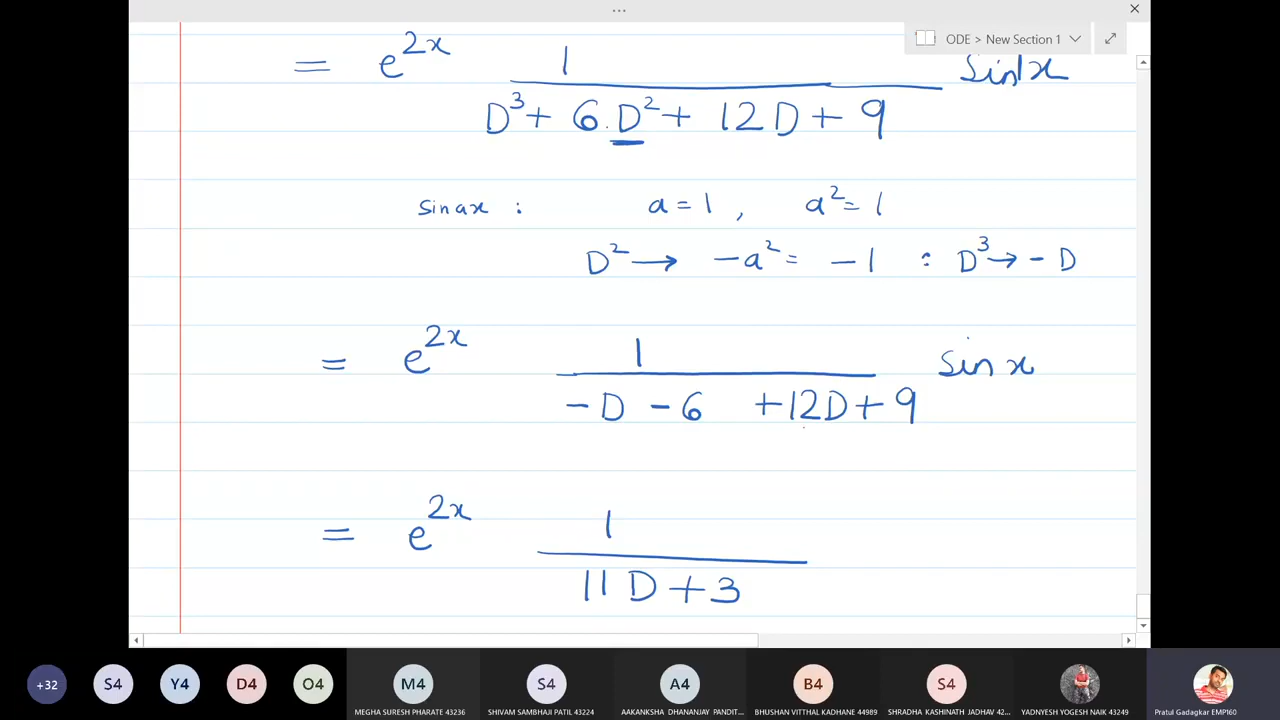 ODE > New Section 1
= e^{2x} 1/(D^3 + 6.D^2 + 12D + 9) sin1x
sinax : a = 1 , a^2 = 1
D^2 → -a^2 = -1 : D^3 → -D
= e^{2x} 1/(-D - 6 + 12D + 9) sin x
= e^{2x} 1/(11D + 3)
+32 S4 Y4 D4 O4 M4 S4 A4 B4 S4
MEGHA SURESH PHARATE 43236 SHIVAM SAMBHAJI PATIL 43224 AAKANKSHA DHANANJAY PANDIT... BHUSHAN VITTHAL KADHANE 44989 SHRADHA KASHINATH JADHAV 42... YADNYESH YOGESH NAIK 43249 Pratul Gadagkar EMP160